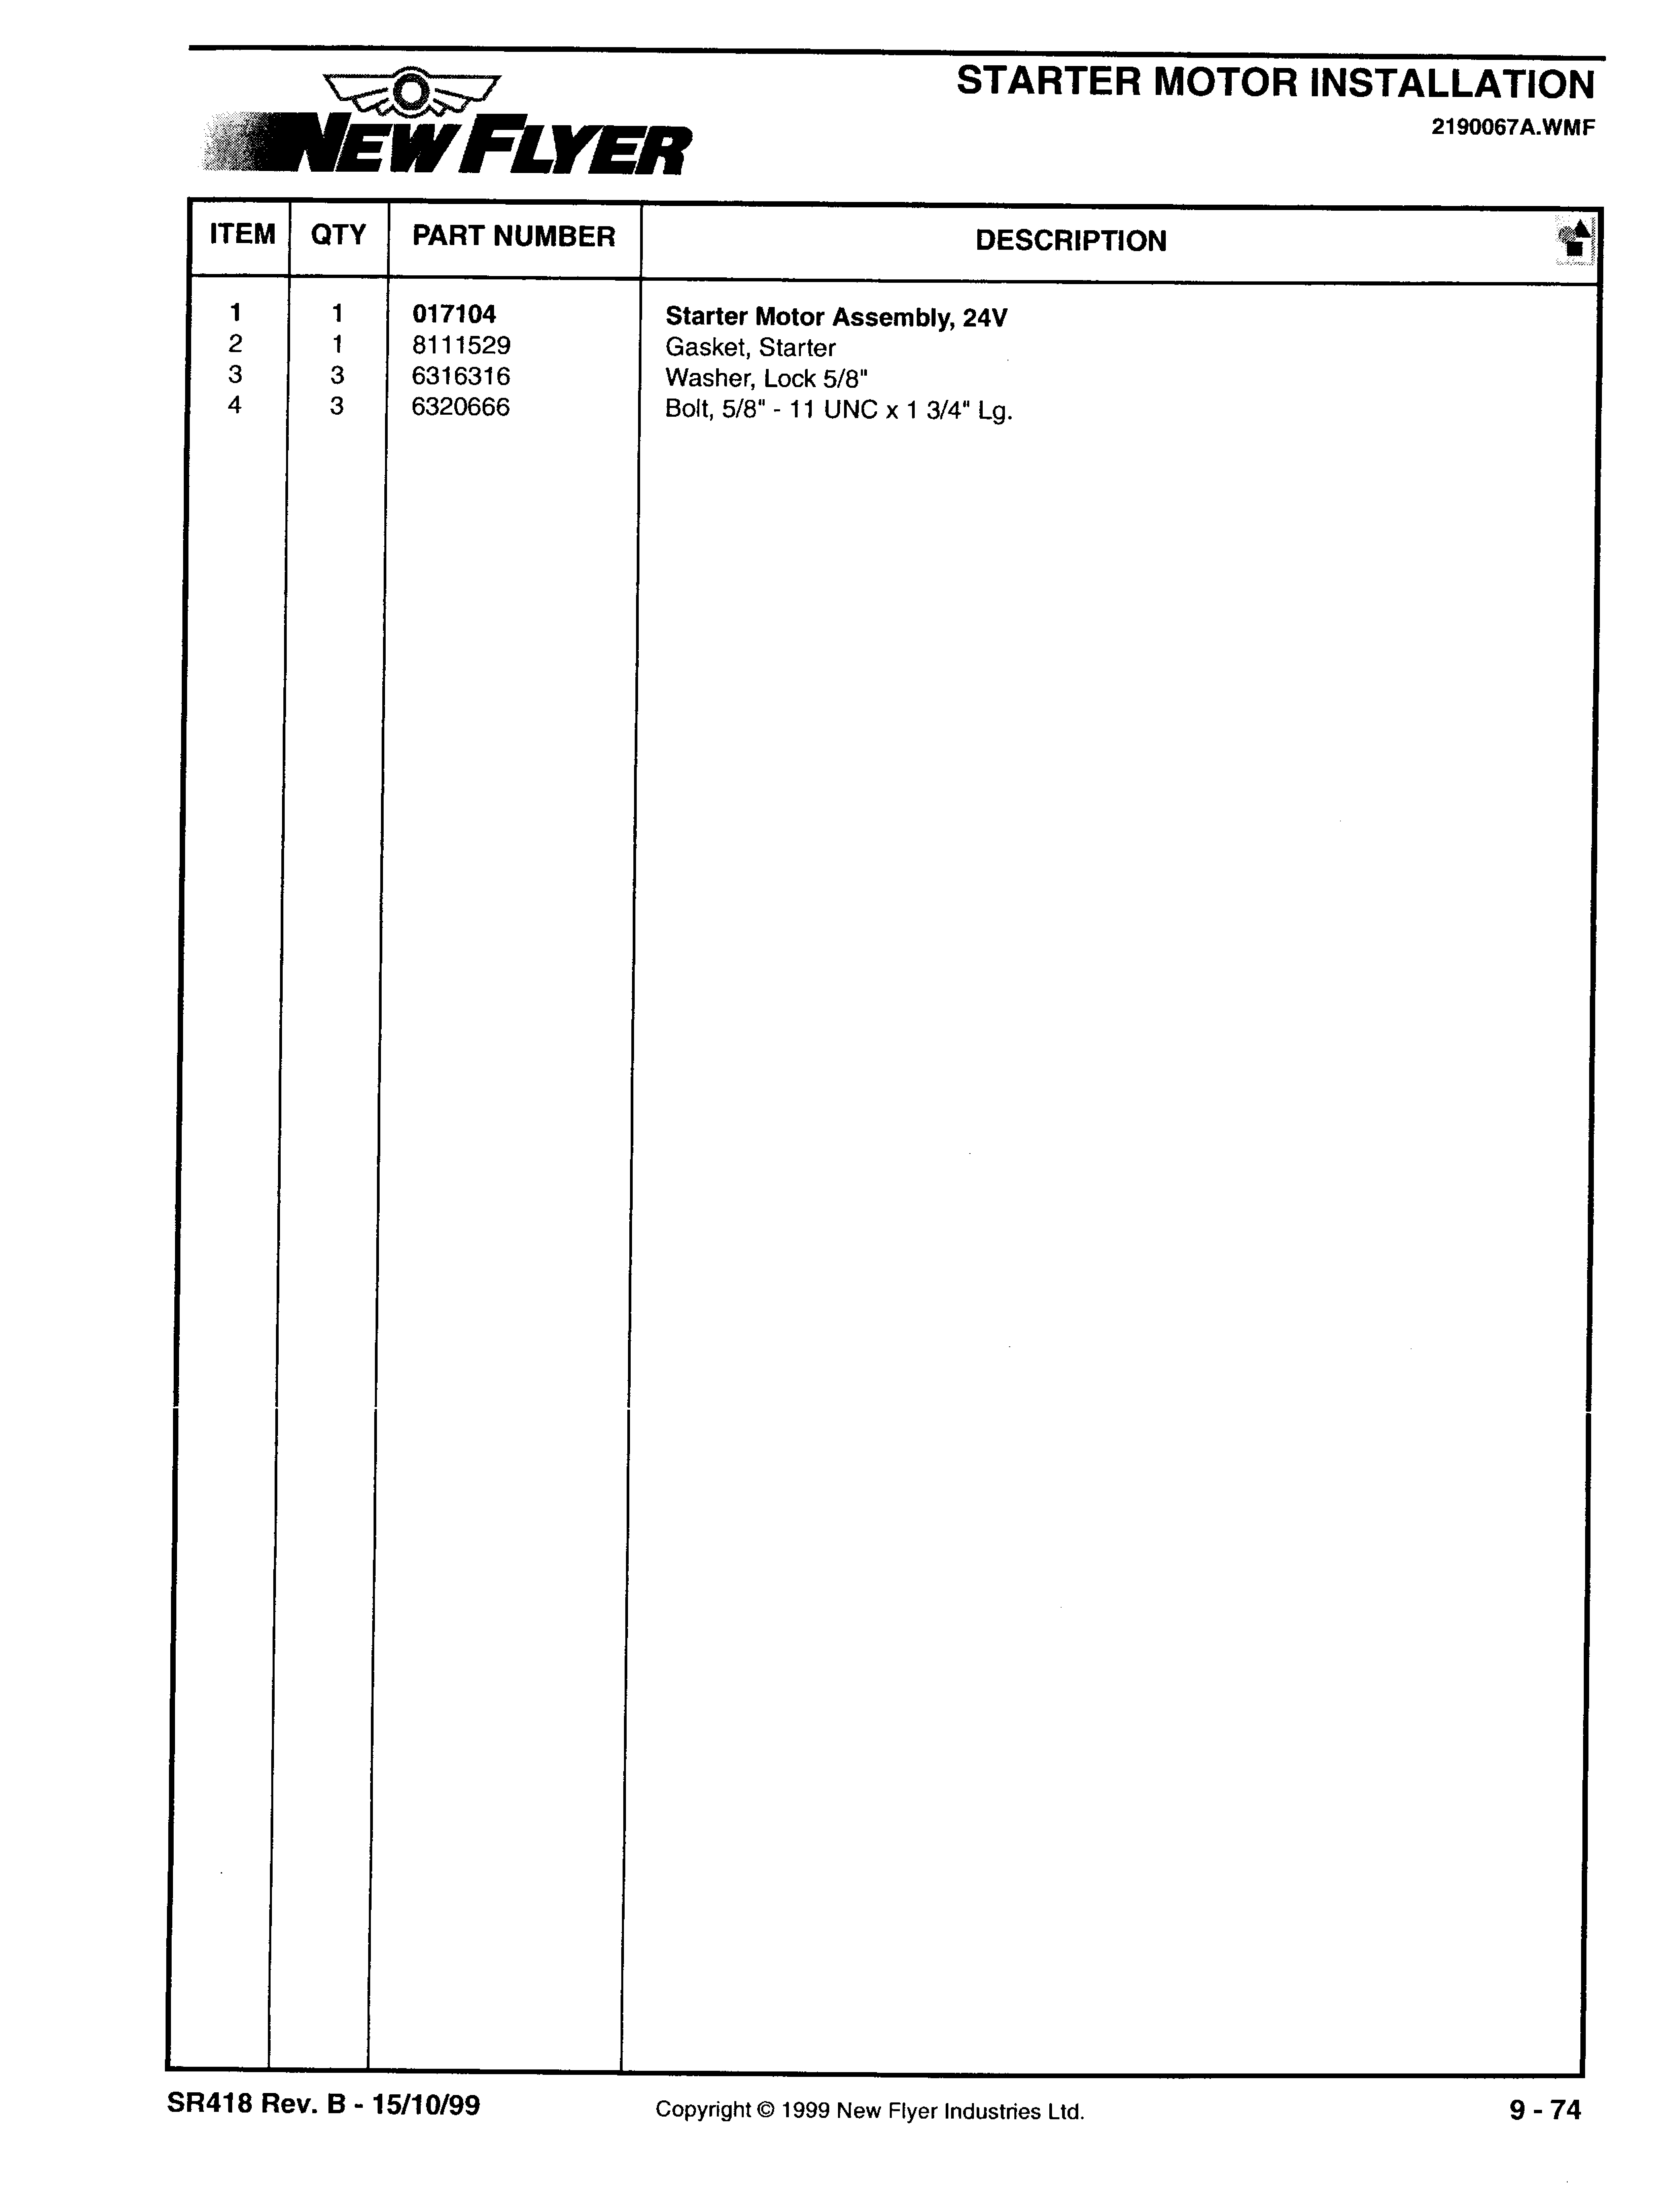 NEW FLYER
STARTER MOTOR INSTALLATION
2190067A.WMF
ITEM QTY PART NUMBER DESCRIPTION
1 1 017104 Starter Motor Assembly, 24V
2 1 8111529 Gasket, Starter
3 3 6316316 Washer, Lock 5/8"
4 3 6320666 Bolt, 5/8" - 11 UNC x 1 3/4" Lg.
SR418 Rev. B - 15/10/99 Copyright © 1999 New Flyer Industries Ltd. 9 - 74